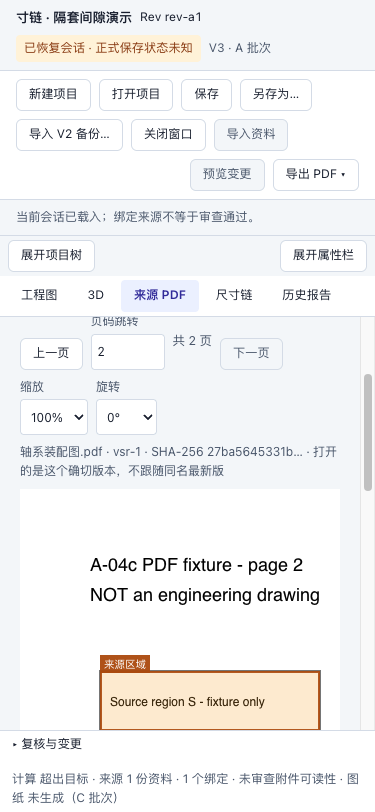 寸链 · 隔套间隙演示 Rev rev-a1
已恢复会话 · 正式保存状态未知 V3 · A 批次
新建项目 打开项目 保存 另存为…
导入 V2 备份… 关闭窗口 导入资料
预览变更 导出 PDF ▾
当前会话已载入；绑定来源不等于审查通过。
展开项目树 展开属性栏
工程图 3D 来源 PDF 尺寸链 历史报告
页码跳转
上一页 2 共 2 页 下一页
缩放 旋转
100% 0°
轴系装配图.pdf · vsr-1 · SHA-256 27ba5645331b… · 打开
的是这个确切版本，不跟随同名最新版
A-04c PDF fixture - page 2
NOT an engineering drawing
来源区域
Source region S - fixture only
▸ 复核与变更
计算 超出目标 · 来源 1 份资料 · 1 个绑定 · 未审查附件可读性 · 图
纸 未生成（C 批次）